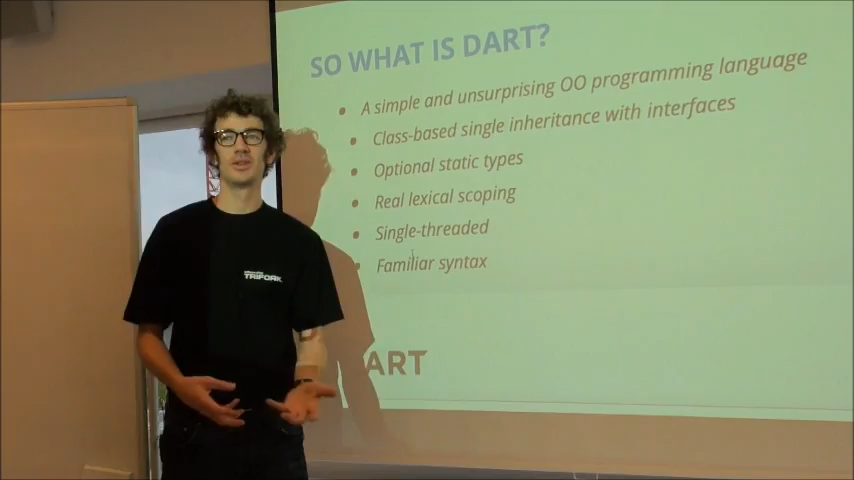 SO WHAT IS DART?
A simple and unsurprising OO programming language
Class-based single inheritance with interfaces
Optional static types
Real lexical scoping
Single-threaded
Familiar syntax
ART
TRIFORK